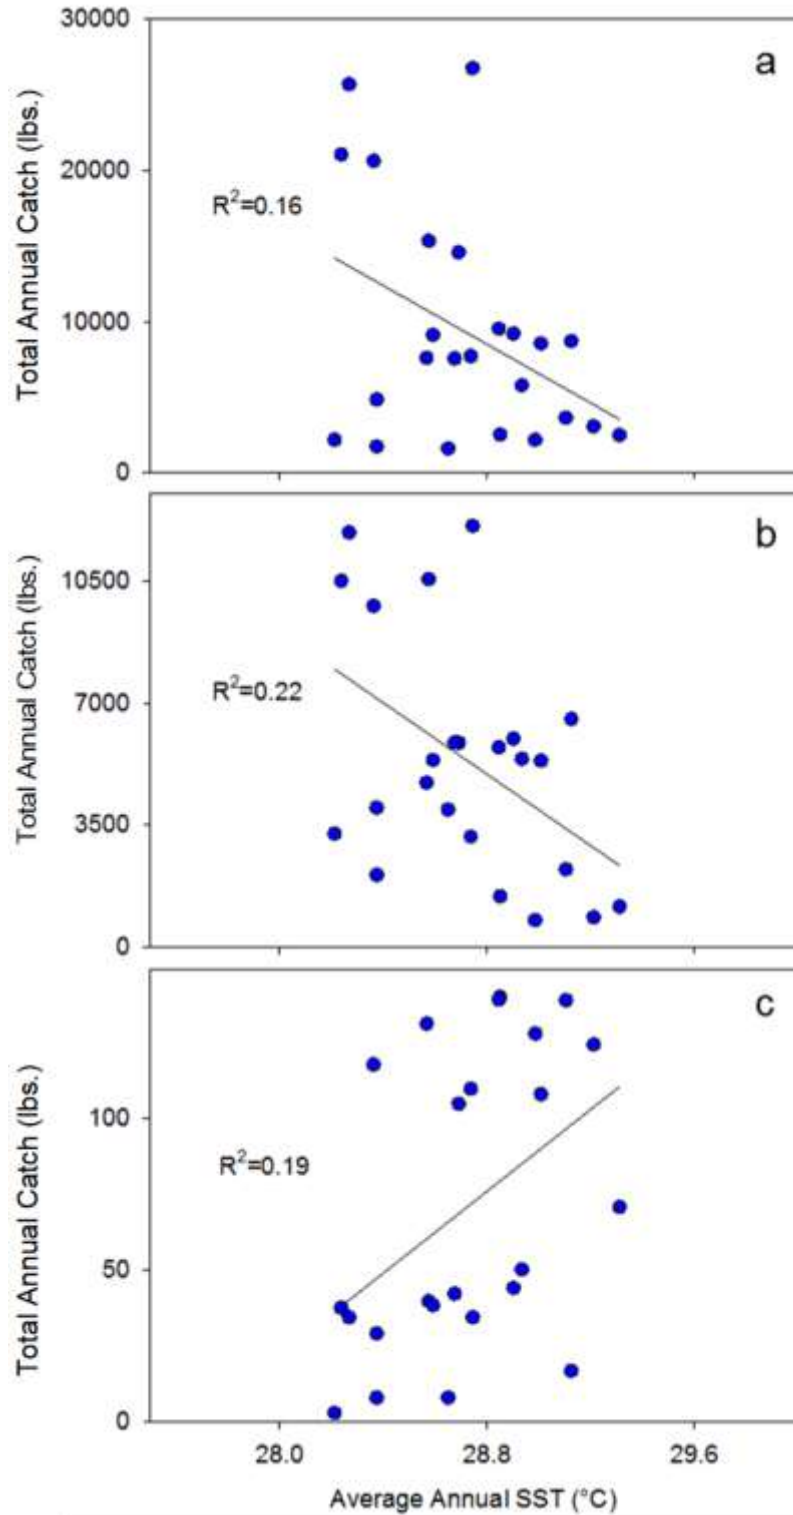 30000
a
20000
R²=0.16
10000
0
Total Annual Catch (lbs.)
b
10500
R²=0.22
7000
3500
0
Total Annual Catch (lbs.)
c
100
R²=0.19
50
0
Total Annual Catch (lbs.)
28.0 28.8 29.6
Average Annual SST (°C)